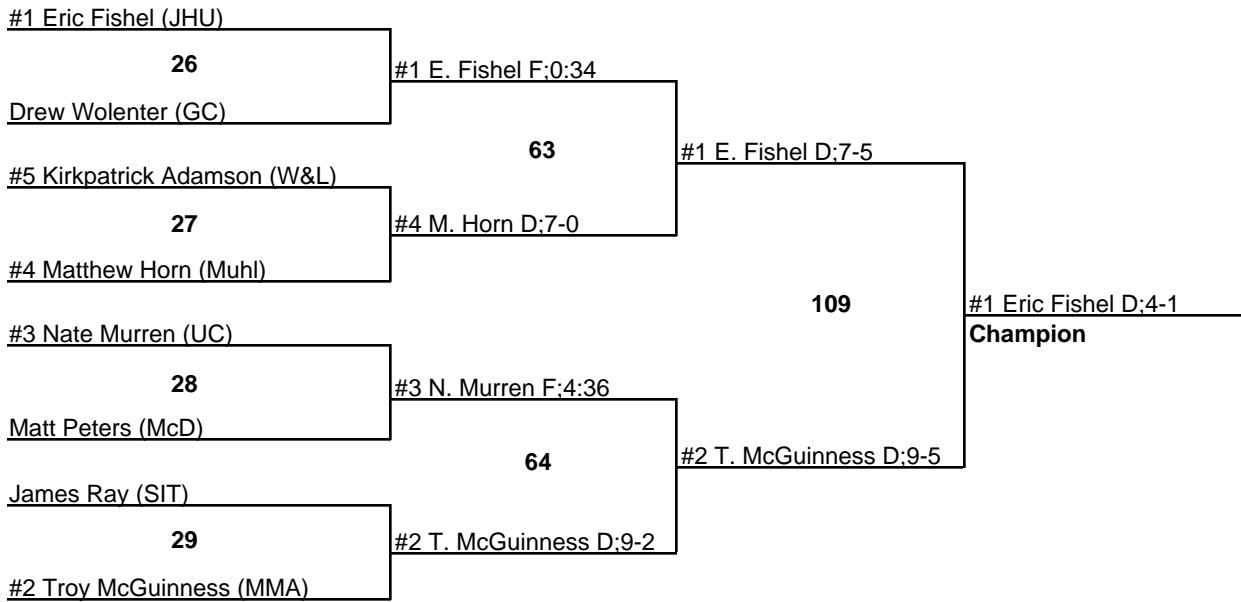 #1 Eric Fishel (JHU)
26
#1 E. Fishel F;0:34
Drew Wolenter (GC)
63
#1 E. Fishel D;7-5
#5 Kirkpatrick Adamson (W&L)
27
#4 M. Horn D;7-0
#4 Matthew Horn (Muhl)
109
#1 Eric Fishel D;4-1
Champion
#3 Nate Murren (UC)
28
#3 N. Murren F;4:36
Matt Peters (McD)
64
#2 T. McGuinness D;9-5
James Ray (SIT)
29
#2 T. McGuinness D;9-2
#2 Troy McGuinness (MMA)